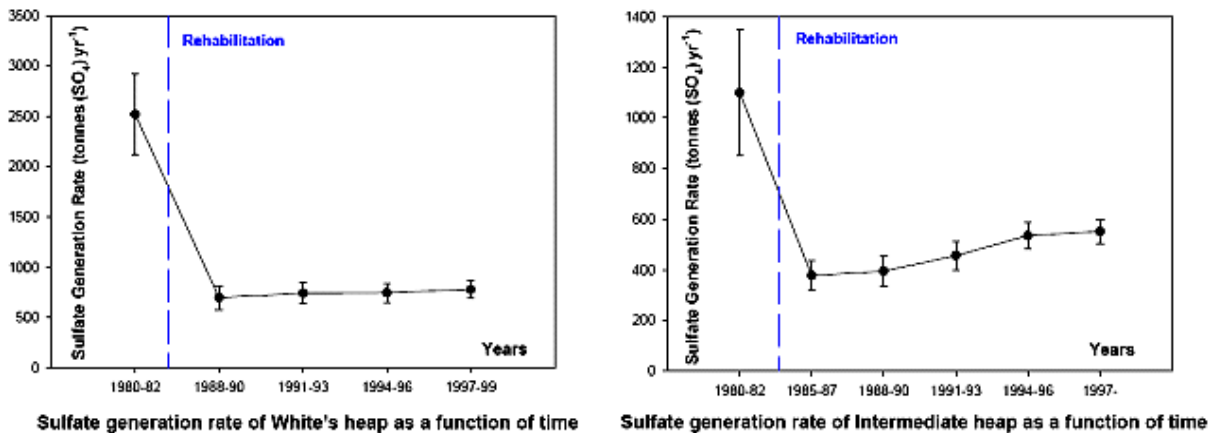 3500
3000
2500
2000
1500
1000
500
0
Sulfate Generation Rate (tonnes (SO₄) yr⁻¹)
Rehabilitation
Years
1980-82 1988-90 1991-93 1994-96 1997-99
Sulfate generation rate of White's heap as a function of time
1400
1200
1000
800
600
400
200
0
Sulfate Generation Rate (tonnes (SO₄) yr⁻¹)
Rehabilitation
Years
1980-82 1985-87 1988-90 1991-93 1994-96 1997-
Sulfate generation rate of Intermediate heap as a function of time